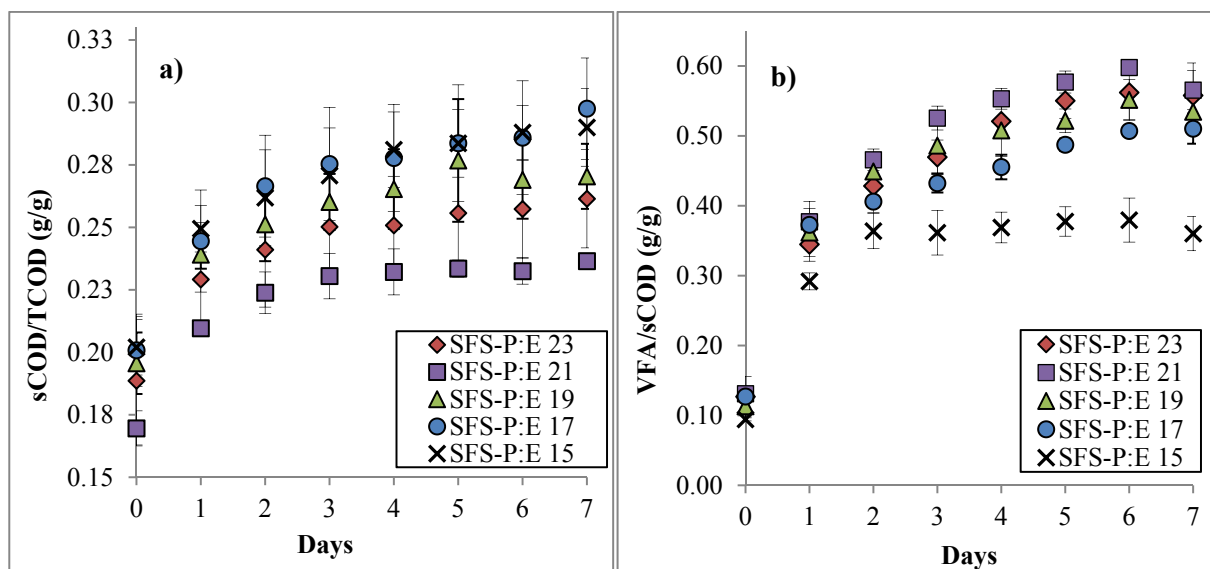 a)
sCOD/TCOD (g/g)
0.33
0.30
0.28
0.25
0.23
0.20
0.18
0.15
0 1 2 3 4 5 6 7
Days
SFS-P:E 23
SFS-P:E 21
SFS-P:E 19
SFS-P:E 17
SFS-P:E 15
b)
VFA/sCOD (g/g)
0.60
0.50
0.40
0.30
0.20
0.10
0.00
0 1 2 3 4 5 6 7
Days
SFS-P:E 23
SFS-P:E 21
SFS-P:E 19
SFS-P:E 17
SFS-P:E 15